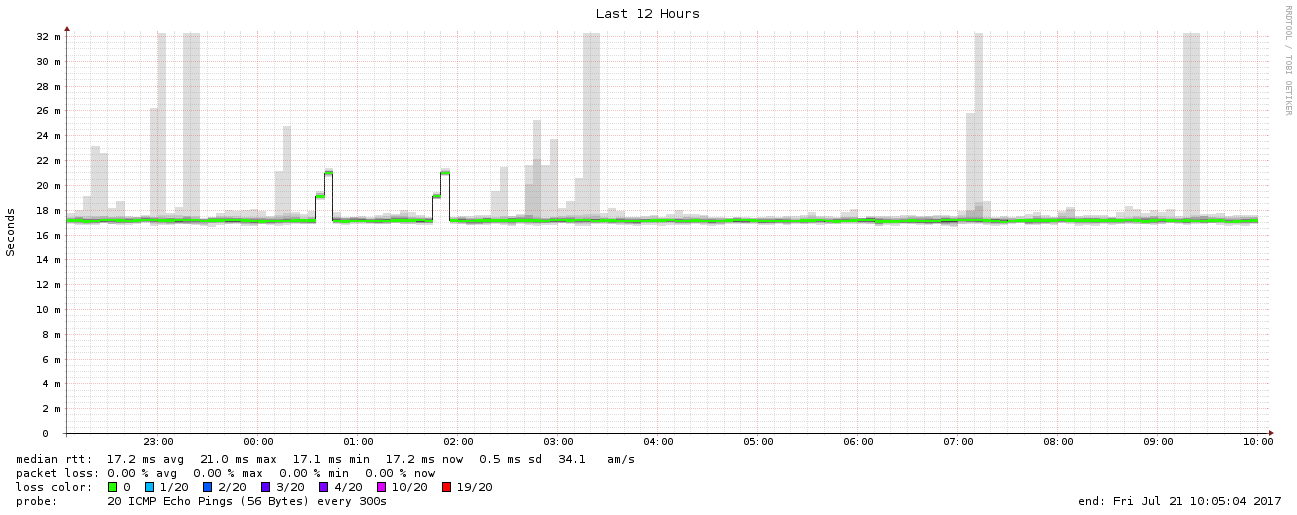 Last 12 Hours
RRDTOOL / TOBI OETIKER
Seconds
32 m
30 m
28 m
26 m
24 m
22 m
20 m
18 m
16 m
14 m
12 m
10 m
8 m
6 m
4 m
2 m
0
23:00 00:00 01:00 02:00 03:00 04:00 05:00 06:00 07:00 08:00 09:00 10:00
median rtt: 17.2 ms avg 21.0 ms max 17.1 ms min 17.2 ms now 0.5 ms sd 34.1 am/s
packet loss: 0.00 % avg 0.00 % max 0.00 % min 0.00 % now
loss color: 0 1/20 2/20 3/20 4/20 10/20 19/20
probe: 20 ICMP Echo Pings (56 Bytes) every 300s end: Fri Jul 21 10:05:04 2017